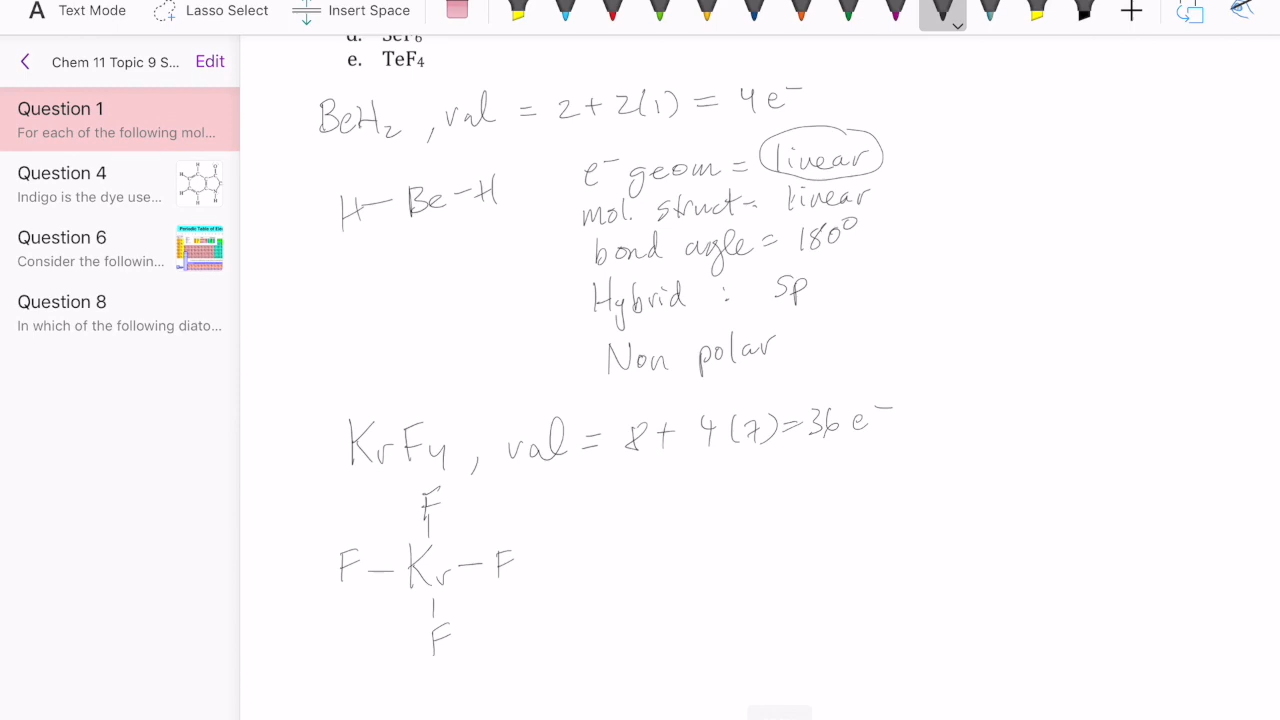 A Text Mode Lasso Select Insert Space
Chem 11 Topic 9 S... Edit
Question 1
For each of the following mol...
Question 4
Indigo is the dye use...
Question 6
Consider the followin...
Question 8
In which of the following diato...
d. SeF6
e. TeF4
BeH2 , val = 2 + 2(1) = 4 e-
H - Be - H
e- geom = linear
mol. struct = linear
bond angle = 180°
Hybrid : sp
Non polar
KrF4 , val = 8 + 4(7) = 36 e-
F
F - Kr - F
F